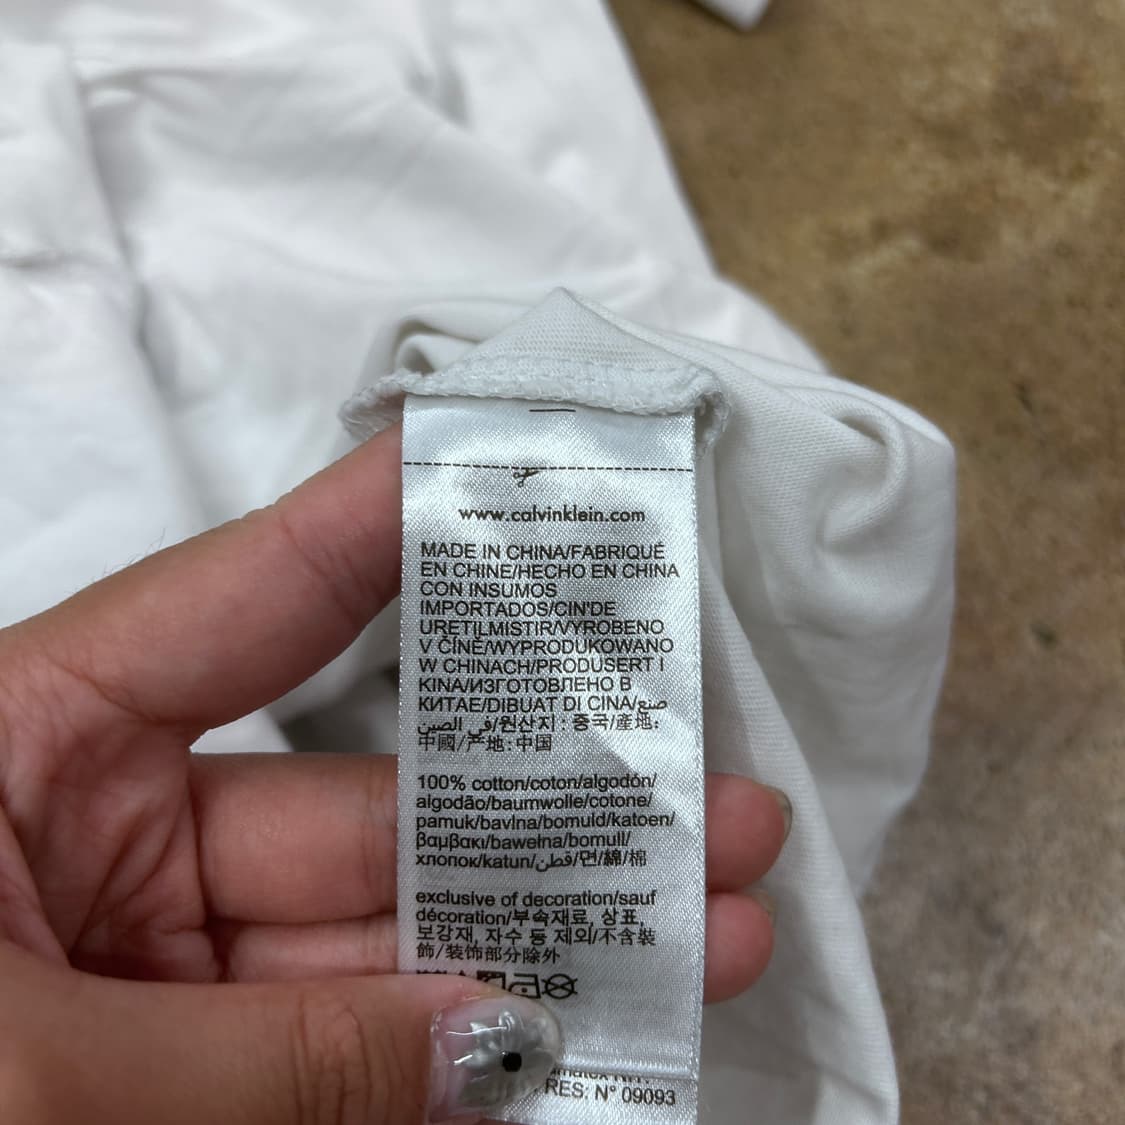 www.calvinklein.com
MADE IN CHINA/FABRIQUÉ
EN CHINE/HECHO EN CHINA
CON INSUMOS
IMPORTADOS/CIN'DE
URETİLMISTIR/VYROBENO
V ČÍNĚ/WYPRODUKOWANO
W CHINACH/PRODUSERT I
KINA/ИЗГОТОВЛЕНО В
КИТАЕ/DIBUAT DI CINA/صنع
في الصين/원산지 : 중국/產地:
中國/产地:中国
100% cotton/coton/algodón/
algodão/baumwolle/cotone/
pamuk/bavlna/bomuld/katoen/
βαμβακι/bawełna/bomull/
хлопок/katun/قطن/면/綿/棉
exclusive of decoration/sauf
décoration/부속재료, 상표,
보강재, 자수 등 제외/不含裝
飾/装饰部分除外
RES: N° 09093